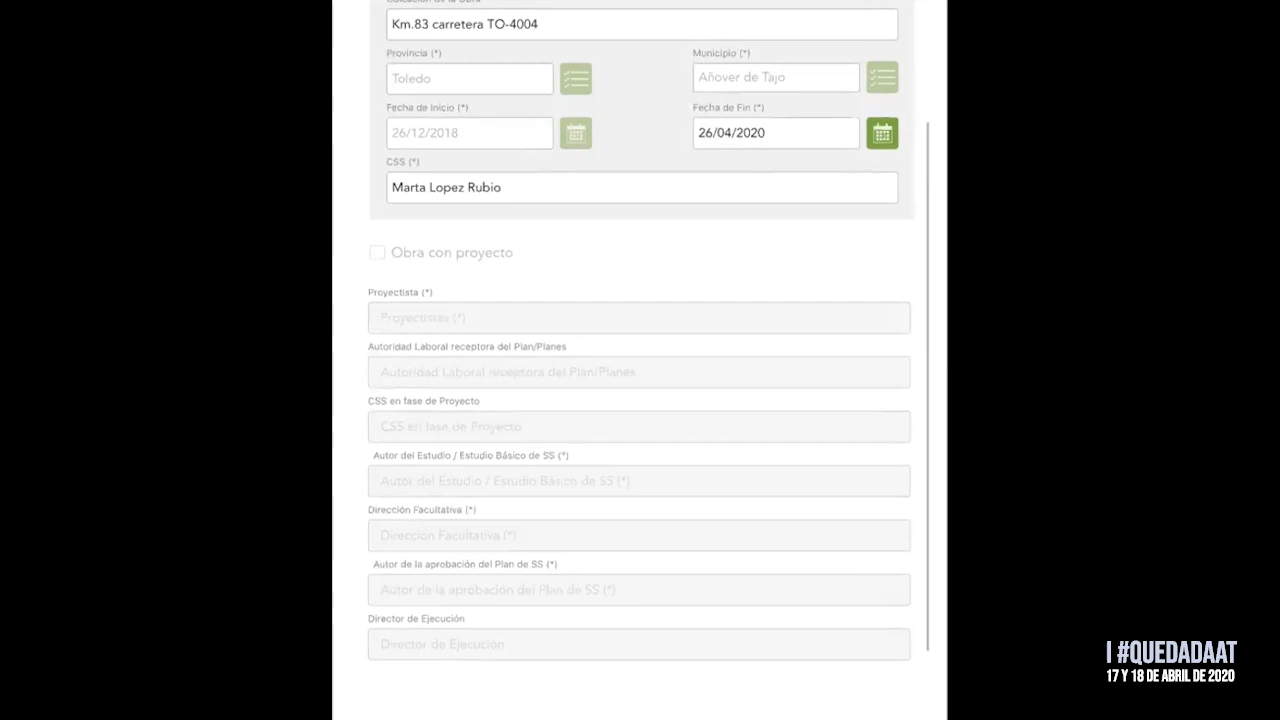 Ubicación de la Obra
Km.83 carretera TO-4004
Provincia (*)
Municipio (*)
Toledo
Añover de Tajo
Fecha de Inicio (*)
Fecha de Fin (*)
26/12/2018
26/04/2020
CSS (*)
Marta Lopez Rubio
Obra con proyecto
Proyectista (*)
Proyectistas (*)
Autoridad Laboral receptora del Plan/Planes
Autoridad Laboral receptora del Plan/Planes
CSS en fase de Proyecto
CSS en fase de Proyecto
Autor del Estudio / Estudio Básico de SS (*)
Autor del Estudio / Estudio Básico de SS (*)
Dirección Facultativa (*)
Dirección Facultativa (*)
Autor de la aprobación del Plan de SS (*)
Autor de la aprobación del Plan de SS (*)
Director de Ejecución
Director de Ejecución
I #QUEDADAAT
17 Y 18 DE ABRIL DE 2020